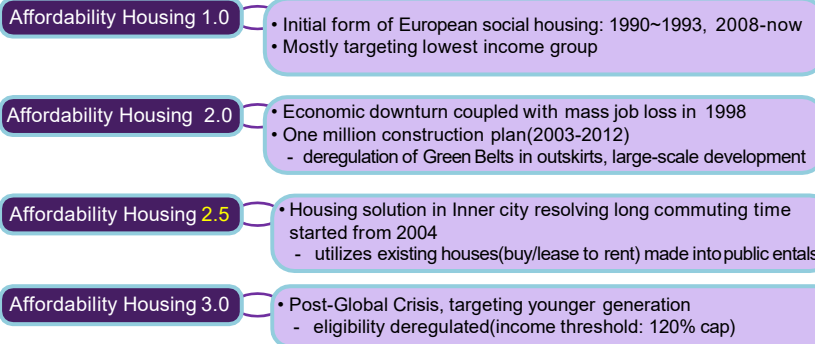 Affordability Housing 1.0
• Initial form of European social housing: 1990~1993, 2008-now
• Mostly targeting lowest income group
Affordability Housing 2.0
• Economic downturn coupled with mass job loss in 1998
• One million construction plan(2003-2012)
- deregulation of Green Belts in outskirts, large-scale development
Affordability Housing 2.5
• Housing solution in Inner city resolving long commuting time
started from 2004
- utilizes existing houses(buy/lease to rent) made into public entals
Affordability Housing 3.0
• Post-Global Crisis, targeting younger generation
- eligibility deregulated(income threshold: 120% cap)